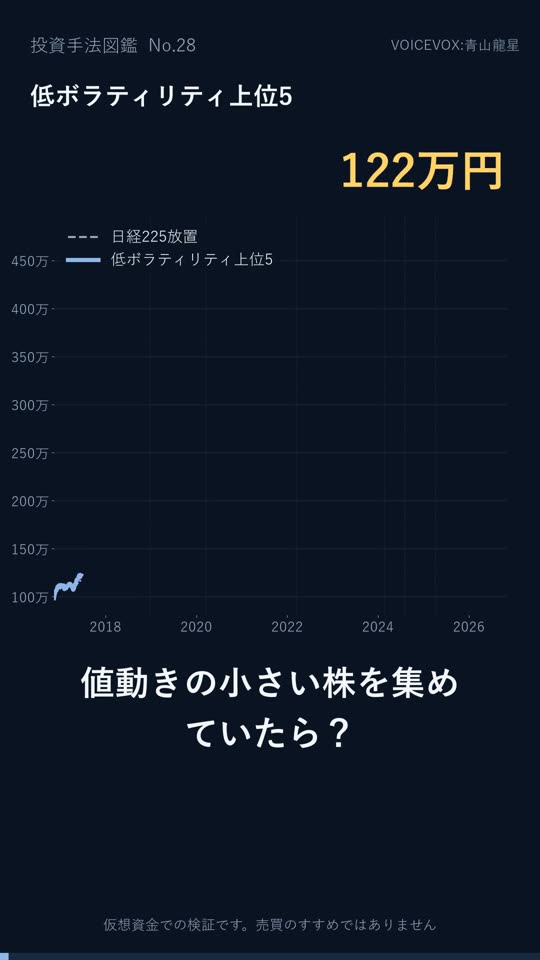 投資手法図鑑 No.28
VOICEVOX:青山龍星
低ボラティリティ上位5
122万円
日経225放置
低ボラティリティ上位5
450万
400万
350万
300万
250万
200万
150万
100万
2018 2020 2022 2024 2026
値動きの小さい株を集め
ていたら？
仮想資金での検証です。売買のすすめではありません